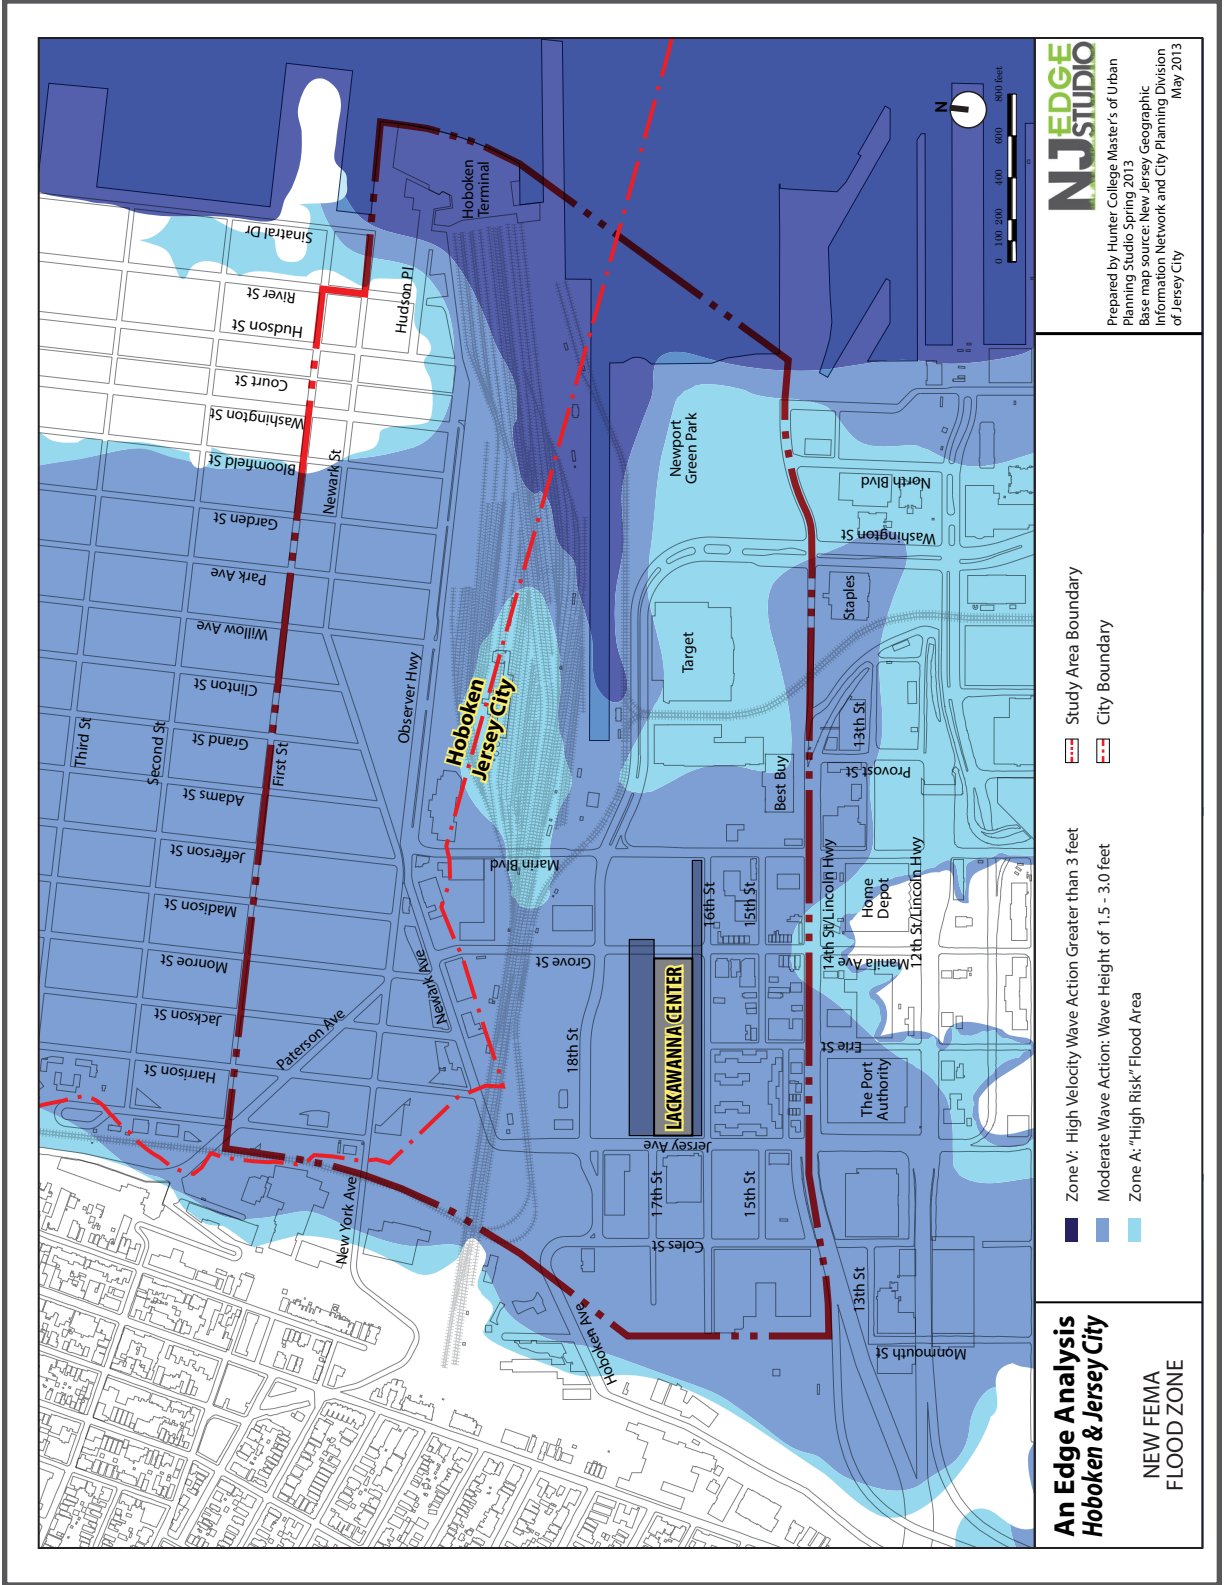 An Edge Analysis
Hoboken & Jersey City
NEW FEMA
FLOOD ZONE
Zone V: High Velocity Wave Action Greater than 3 feet
Moderate Wave Action: Wave Height of 1.5 - 3.0 feet
Zone A: "High Risk" Flood Area
Study Area Boundary
City Boundary
NJ EDGE
STUDIO
Prepared by Hunter College Master's of Urban
Planning Studio Spring 2013
Base map source: New Jersey Geographic
Information Network and City Planning Division
of Jersey City
May 2013
N
0 100 200 400 600 800 feet
Hoboken
Jersey City
LACKAWANNA CENTER
Third St
Second St
First St
Harrison St
Jackson St
Monroe St
Madison St
Jefferson St
Adams St
Grand St
Clinton St
Willow Ave
Park Ave
Garden St
Bloomfield St
Washington St
Court St
Hudson St
River St
Sinatral Dr
Newark St
Hudson Pl
Hoboken
Terminal
Observer Hwy
Paterson Ave
Newark Ave
New York Ave
Hoboken Ave
Marin Blvd
Grove St
18th St
17th St
16th St
15th St
15th St
Jersey Ave
Coles St
Newport
Green Park
Target
Best Buy
Staples
North Blvd
Washington St
13th St
Provost St
14th St/Lincoln Hwy
12th St/Lincoln Hwy
Home
Depot
Manila Ave
Erie St
The Port
Authority
13th St
Monmouth St